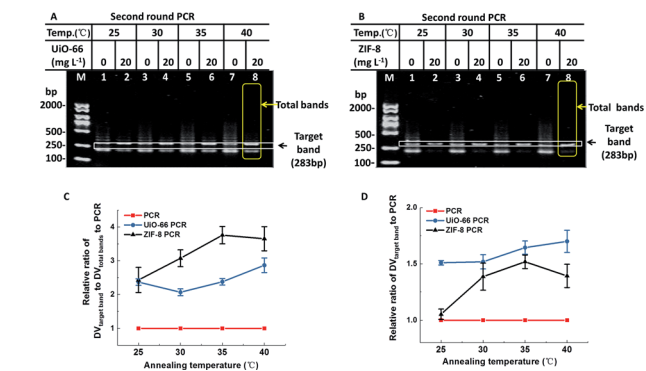 A
Second round PCR
Temp.(℃) 25 30 35 40
UiO-66
(mg L-1) 0 20 0 20 0 20 0 20
M 1 2 3 4 5 6 7 8
bp
2000-
500-
250-
100-
Total bands
Target
band
(283bp)
B
Second round PCR
Temp.(℃) 25 30 35 40
ZIF-8
(mg L-1) 0 20 0 20 0 20 0 20
M 1 2 3 4 5 6 7 8
bp
2000-
500-
250-
100-
Total bands
Target
band
(283bp)
C
PCR
UiO-66 PCR
ZIF-8 PCR
Relative ratio of
DVtarget band to DVtotal bands to PCR
4
3
2
1
25 30 35 40
Annealing temperature (℃)
D
PCR
UiO-66 PCR
ZIF-8 PCR
Relative ratio of DVtarget band to PCR
2.0
1.5
1.0
25 30 35 40
Annealing temperature (℃)